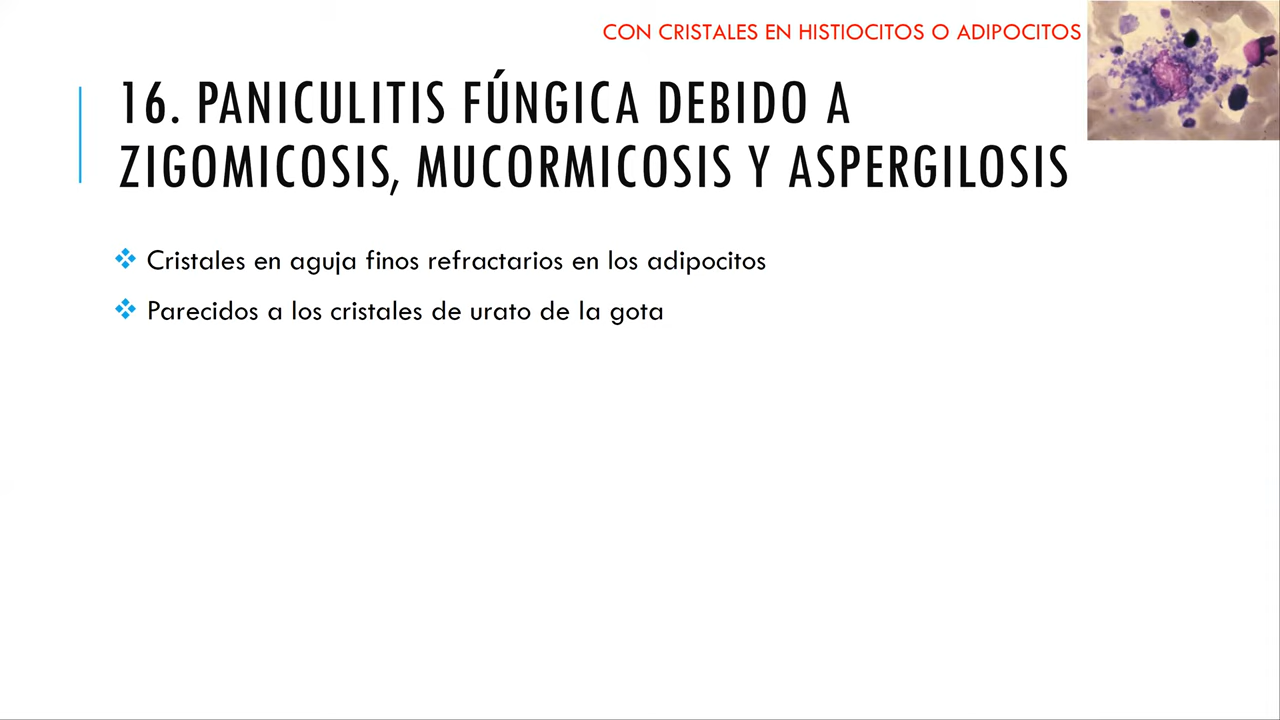 CON CRISTALES EN HISTIOCITOS O ADIPOCITOS
16. PANICULITIS FÚNGICA DEBIDO A
ZIGOMICOSIS, MUCORMICOSIS Y ASPERGILOSIS
Cristales en aguja finos refractarios en los adipocitos
Parecidos a los cristales de urato de la gota